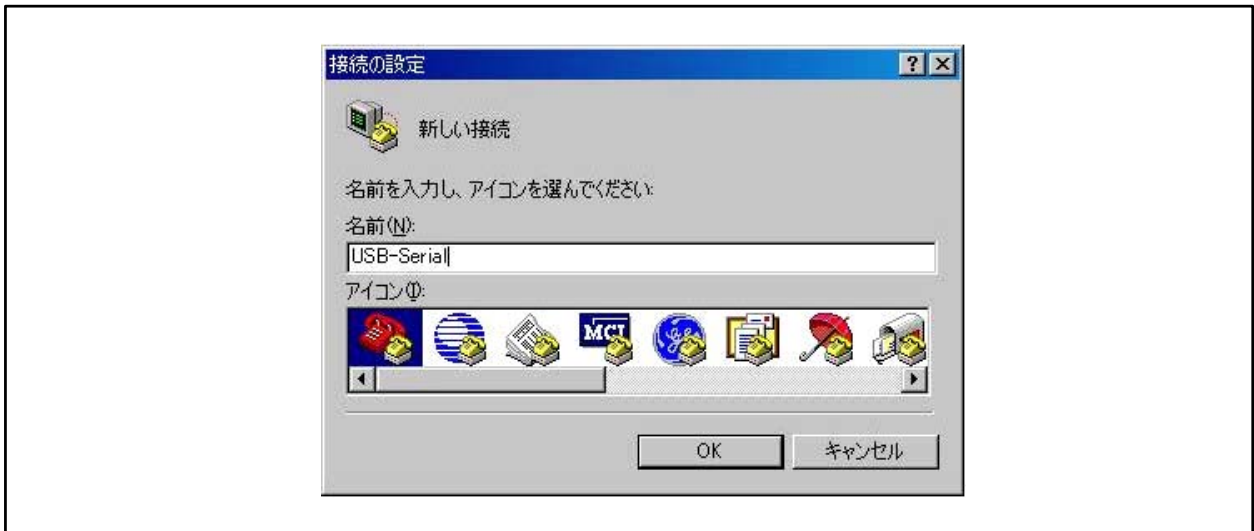 接続の設定
新しい接続
名前を入力し、アイコンを選んでください:
名前(N):
USB-Serial
アイコン(I):
MCI
OK
キャンセル